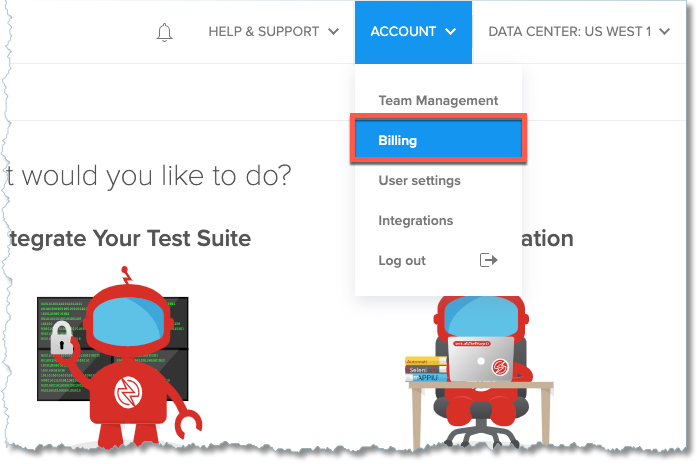 HELP & SUPPORT
ACCOUNT
DATA CENTER: US WEST 1
Team Management
Billing
User settings
Integrations
Log out
t would you like to do?
tegrate Your Test Suite
ation
Automati
Seleni
APPIU